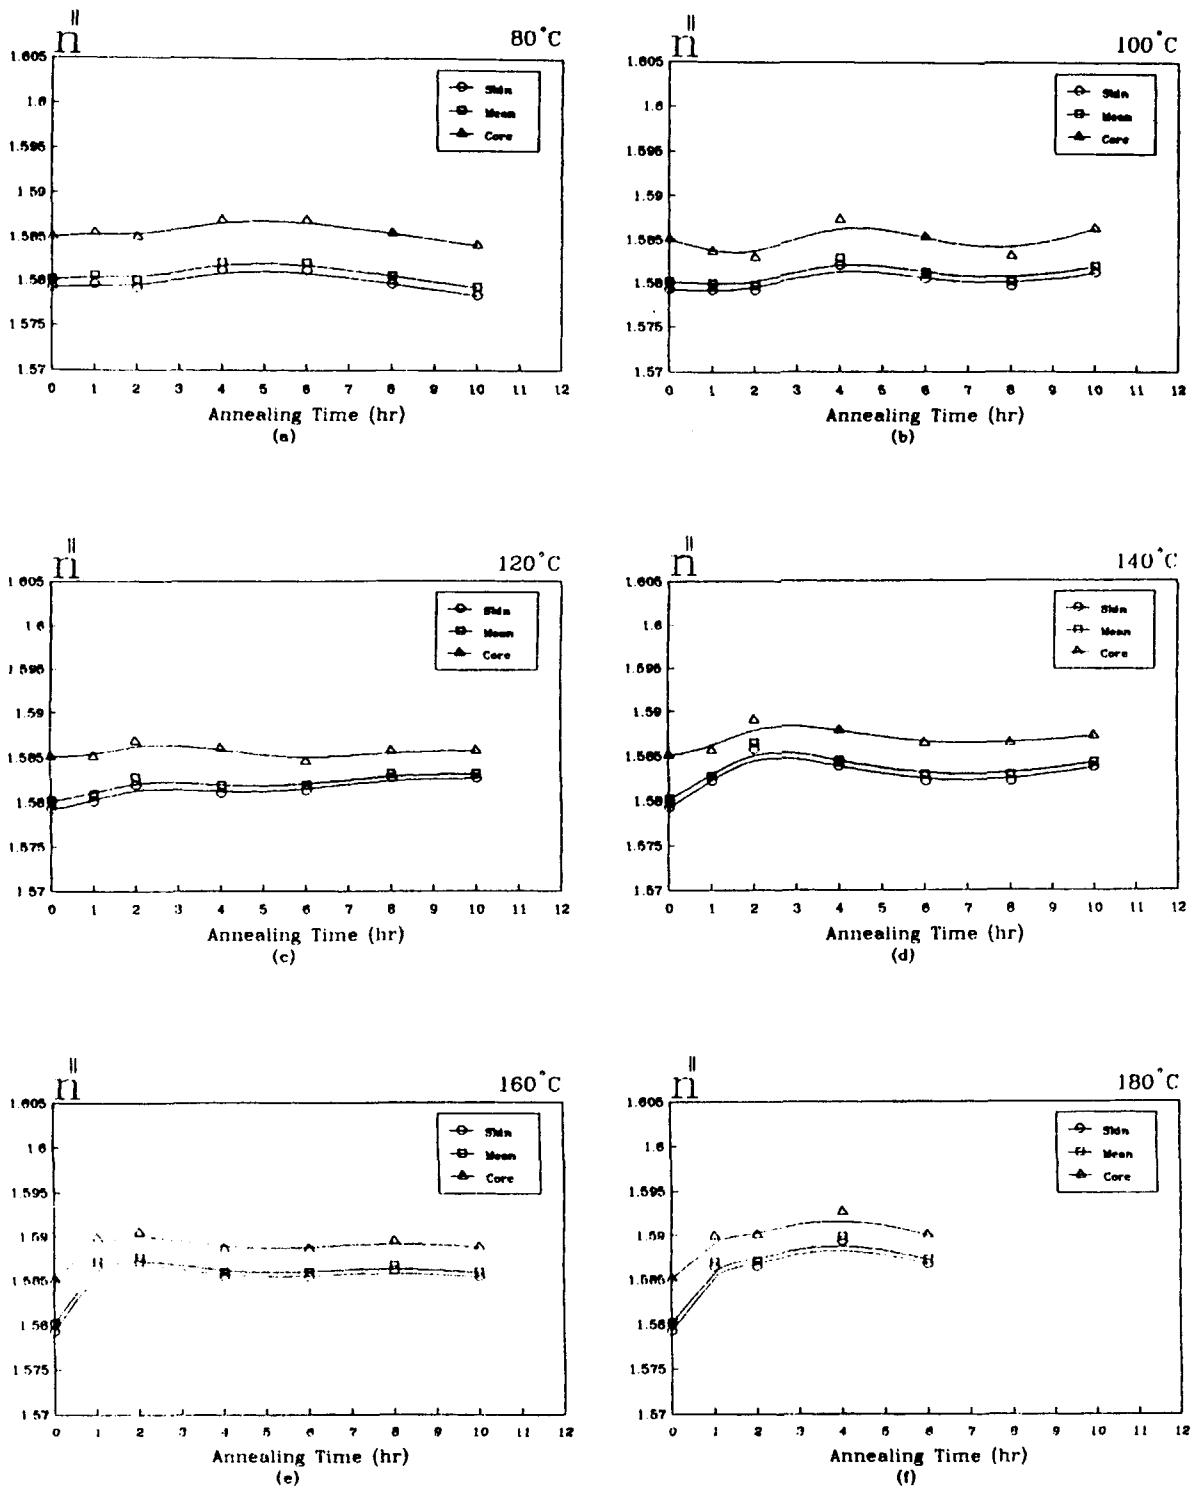 n|| 80°C
1.605
1.6
1.595
1.59
1.585
1.58
1.575
1.57
Skin
Mean
Core
0 1 2 3 4 5 6 7 8 9 10 11 12
Annealing Time (hr)
(a)
n|| 100°C
1.605
1.6
1.595
1.59
1.585
1.58
1.575
1.57
Skin
Mean
Core
0 1 2 3 4 5 6 7 8 9 10 11 12
Annealing Time (hr)
(b)
n|| 120°C
1.605
1.6
1.595
1.59
1.585
1.58
1.575
1.57
Skin
Mean
Core
0 1 2 3 4 5 6 7 8 9 10 11 12
Annealing Time (hr)
(c)
n|| 140°C
1.605
1.6
1.595
1.59
1.585
1.58
1.575
1.57
Skin
Mean
Core
0 1 2 3 4 5 6 7 8 9 10 11 12
Annealing Time (hr)
(d)
n|| 160°C
1.605
1.6
1.595
1.59
1.585
1.58
1.575
1.57
Skin
Mean
Core
0 1 2 3 4 5 6 7 8 9 10 11 12
Annealing Time (hr)
(e)
n|| 180°C
1.605
1.6
1.595
1.59
1.585
1.58
1.575
1.57
Skin
Mean
Core
0 1 2 3 4 5 6 7 8 9 10 11 12
Annealing Time (hr)
(f)